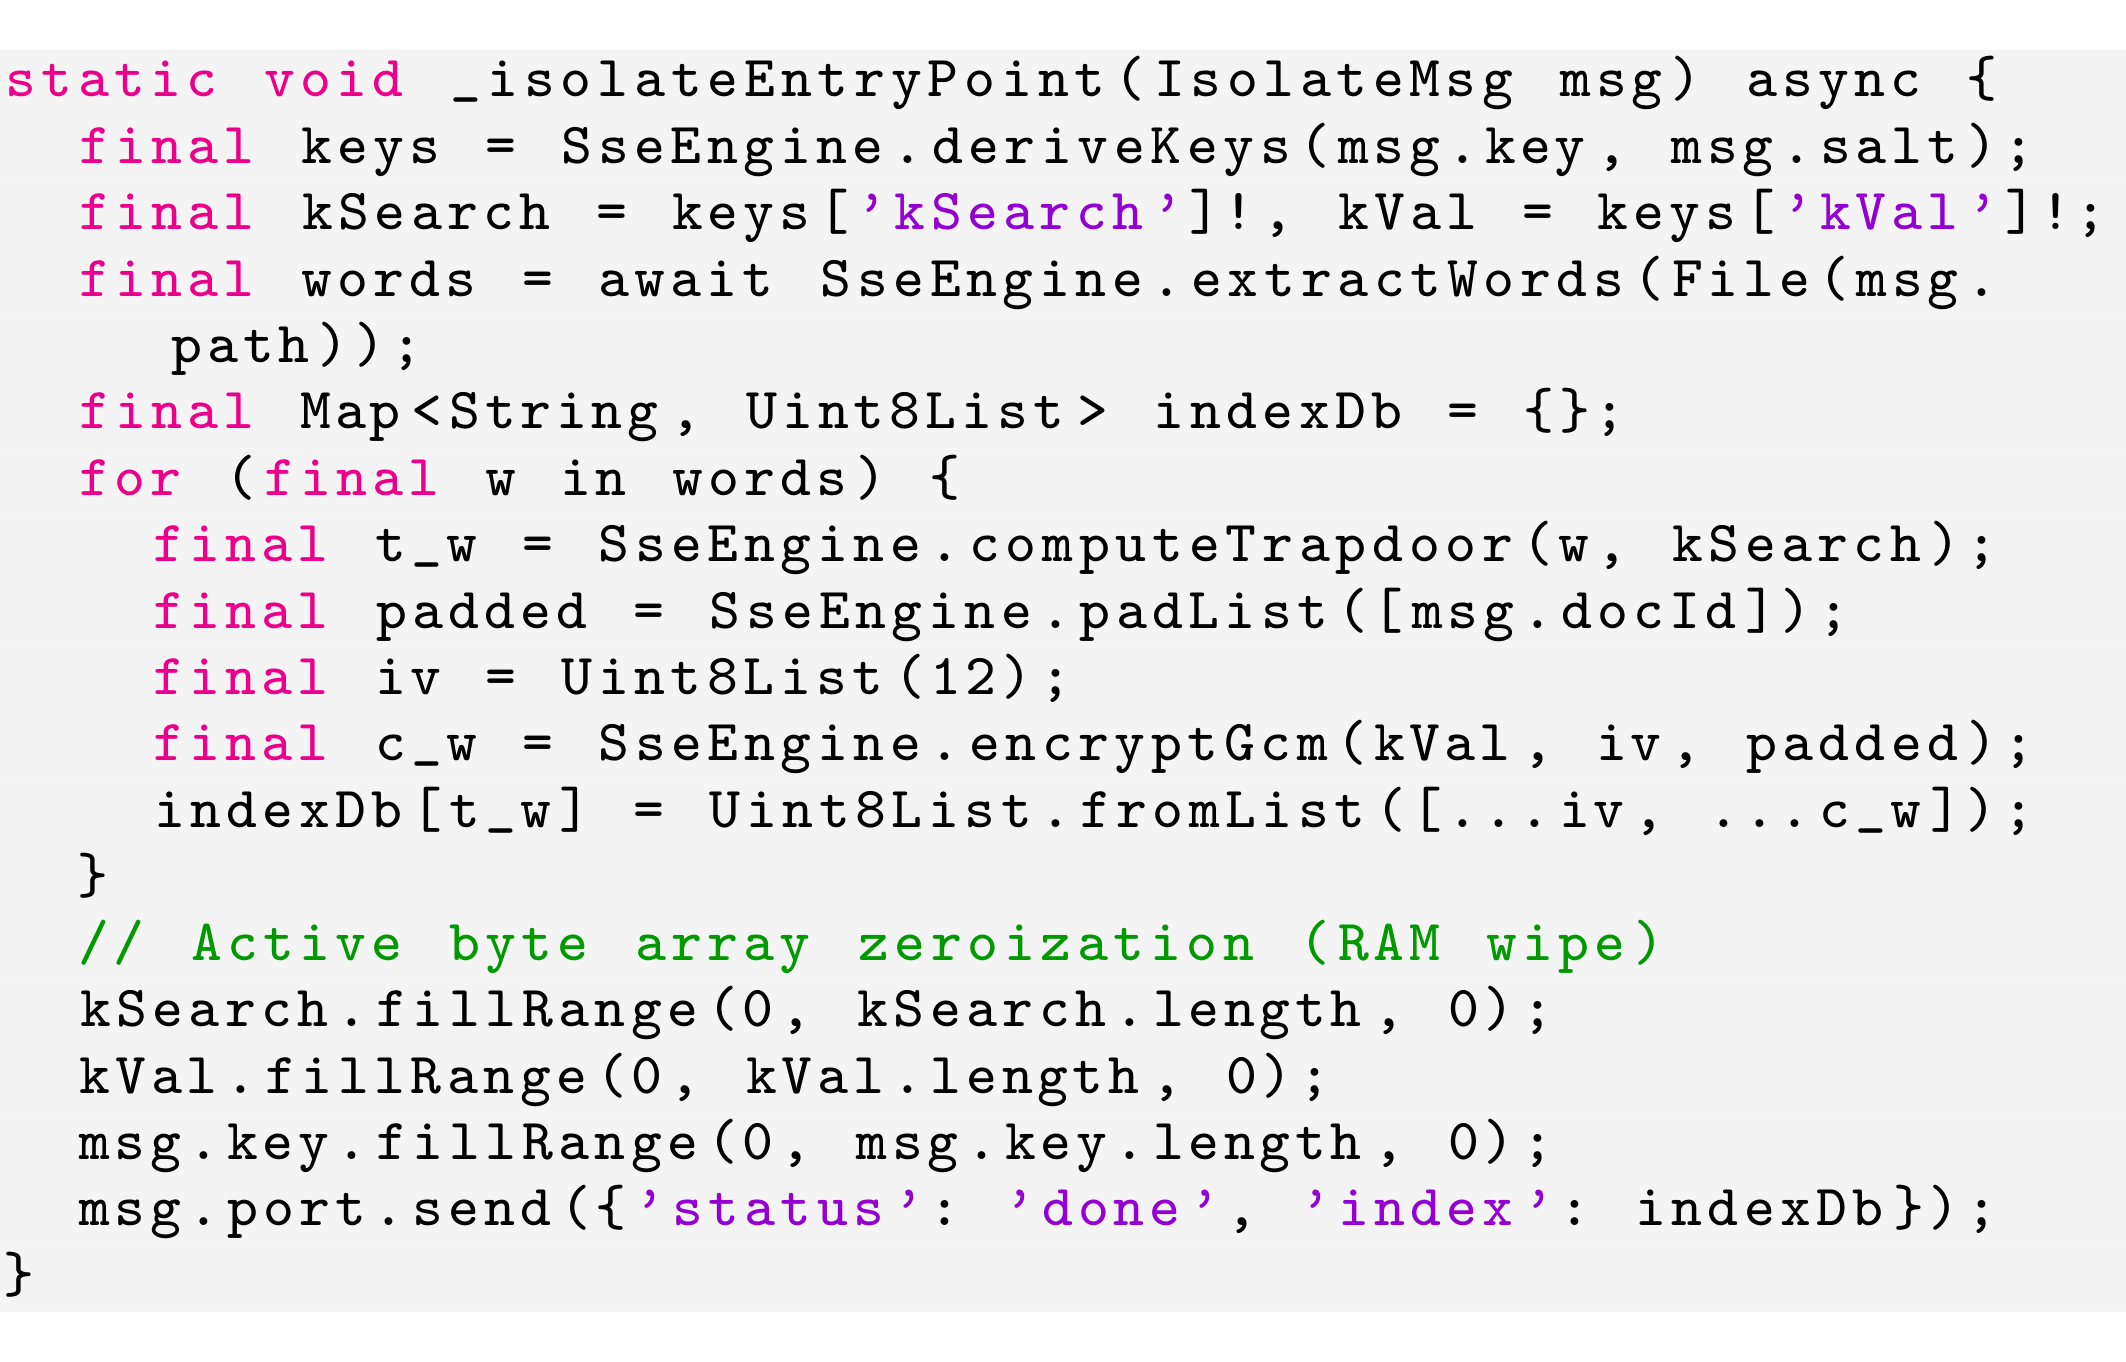 static void _isolateEntryPoint(IsolateMsg msg) async {
  final keys = SseEngine.deriveKeys(msg.key, msg.salt);
  final kSearch = keys['kSearch']!, kVal = keys['kVal']!;
  final words = await SseEngine.extractWords(File(msg.
    path));
  final Map<String, Uint8List> indexDb = {};
  for (final w in words) {
    final t_w = SseEngine.computeTrapdoor(w, kSearch);
    final padded = SseEngine.padList([msg.docId]);
    final iv = Uint8List(12);
    final c_w = SseEngine.encryptGcm(kVal, iv, padded);
    indexDb[t_w] = Uint8List.fromList([...iv, ...c_w]);
  }
  // Active byte array zeroization (RAM wipe)
  kSearch.fillRange(0, kSearch.length, 0);
  kVal.fillRange(0, kVal.length, 0);
  msg.key.fillRange(0, msg.key.length, 0);
  msg.port.send({'status': 'done', 'index': indexDb});
}